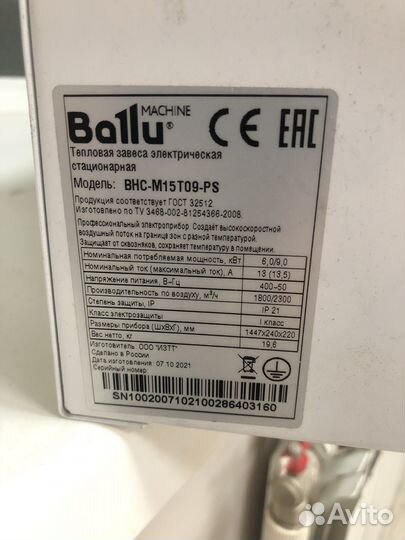 MACHINE
Ballu® CE EAC
Тепловая завеса электрическая
стационарная
Модель: BHC-M15T09-PS
Продукция соответствует ГОСТ 32512
Изготовлено по ТУ 3468-002-81254366-2008.
Профессиональный электроприбор. Создаёт высокоскоростной
воздушный поток на границе зон с разной температурой.
Защищает от сквозняков, сохраняет температуру в помещении.
Номинальная потребляемая мощность, кВт 6,0/9,0
Номинальный ток (максимальный ток), А 13 (13,5)
Напряжение питания, В-Гц 400~50
Производительность по воздуху, м³/ч 1800/2300
Степень защиты, IP IP 21
Класс электрозащиты I класс
Размеры прибора (ШхВхГ), мм 1447х240х220
Вес нетто, кг 19,6
Изготовитель: ООО "ИЗТТ"
Сделано в России
Дата изготовления: 07.10.2021
Серийный номер:
SN1002007102100286403160
Avito